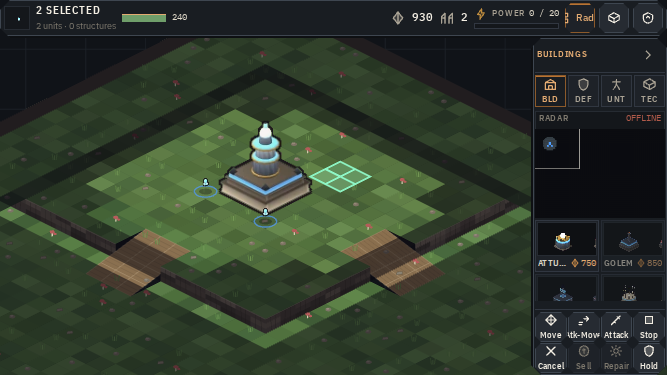 2 SELECTED
2 units · 0 structures
240
930
2
POWER 0 / 20
Rad
BUILDINGS
BLD
DEF
UNT
TEC
RADAR
OFFLINE
ATTU…
750
GOLEM
850
Move
Atk-Move
Attack
Stop
Cancel
Sell
Repair
Hold